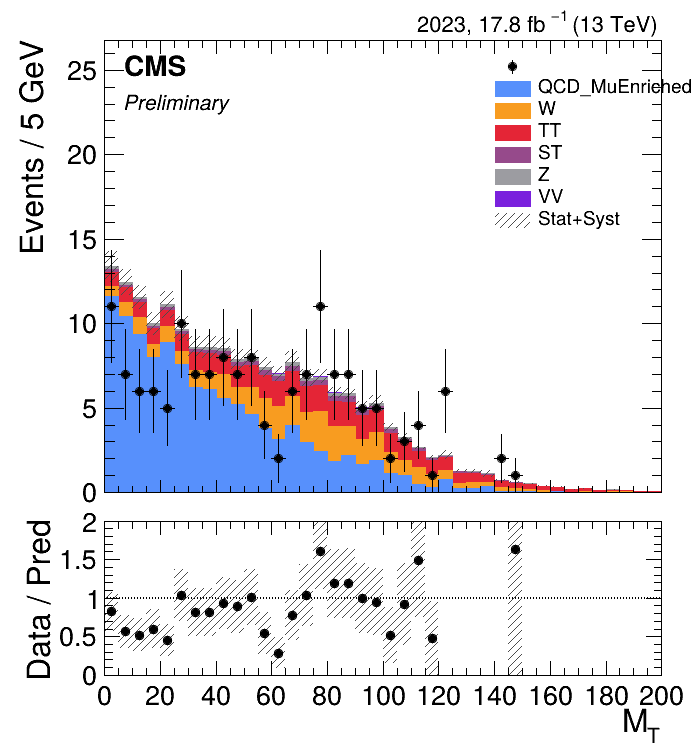 2023, 17.8 fb⁻¹ (13 TeV)
CMS
Preliminary
QCD_MuEnriched
W
TT
ST
Z
VV
Stat+Syst
Events / 5 GeV
25
20
15
10
5
0
Data / Pred
2
1.5
1
0.5
0
0 20 40 60 80 100 120 140 160 180 200
M_T